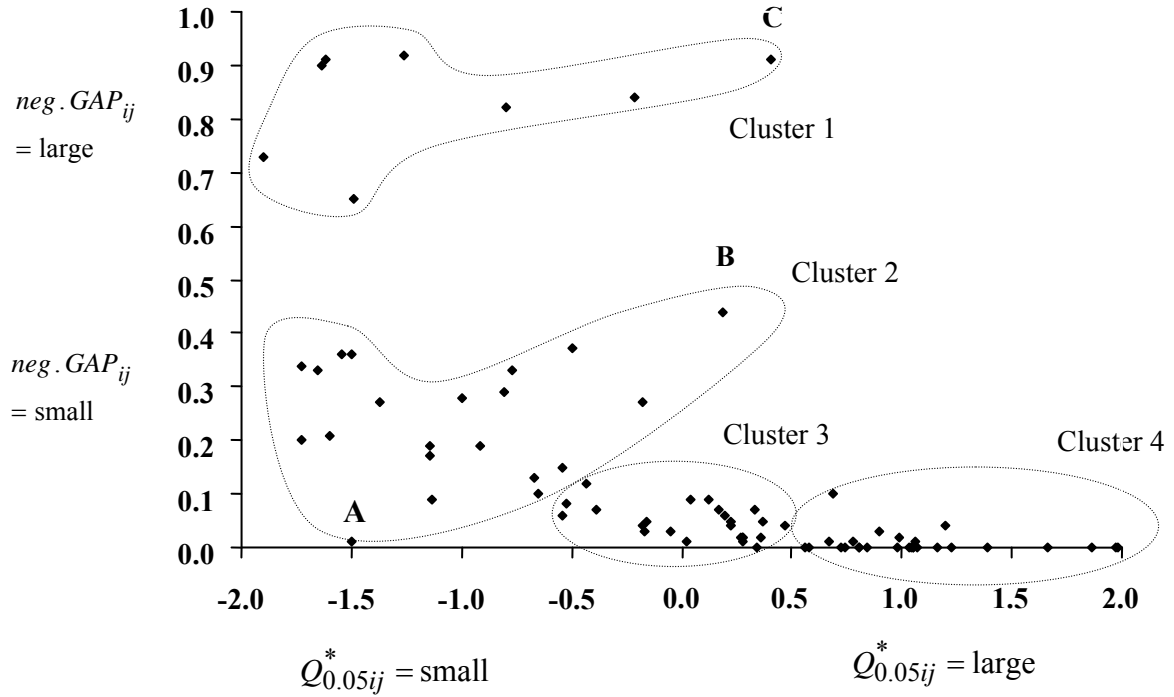 1.0
C
0.9
neg. GAP_ij
= large
0.8
Cluster 1
0.7
0.6
B
0.5
Cluster 2
0.4
neg. GAP_ij
= small
0.3
0.2
Cluster 3
Cluster 4
0.1
A
0.0
-2.0 -1.5 -1.0 -0.5 0.0 0.5 1.0 1.5 2.0
Q*_0.05ij = small
Q*_0.05ij = large